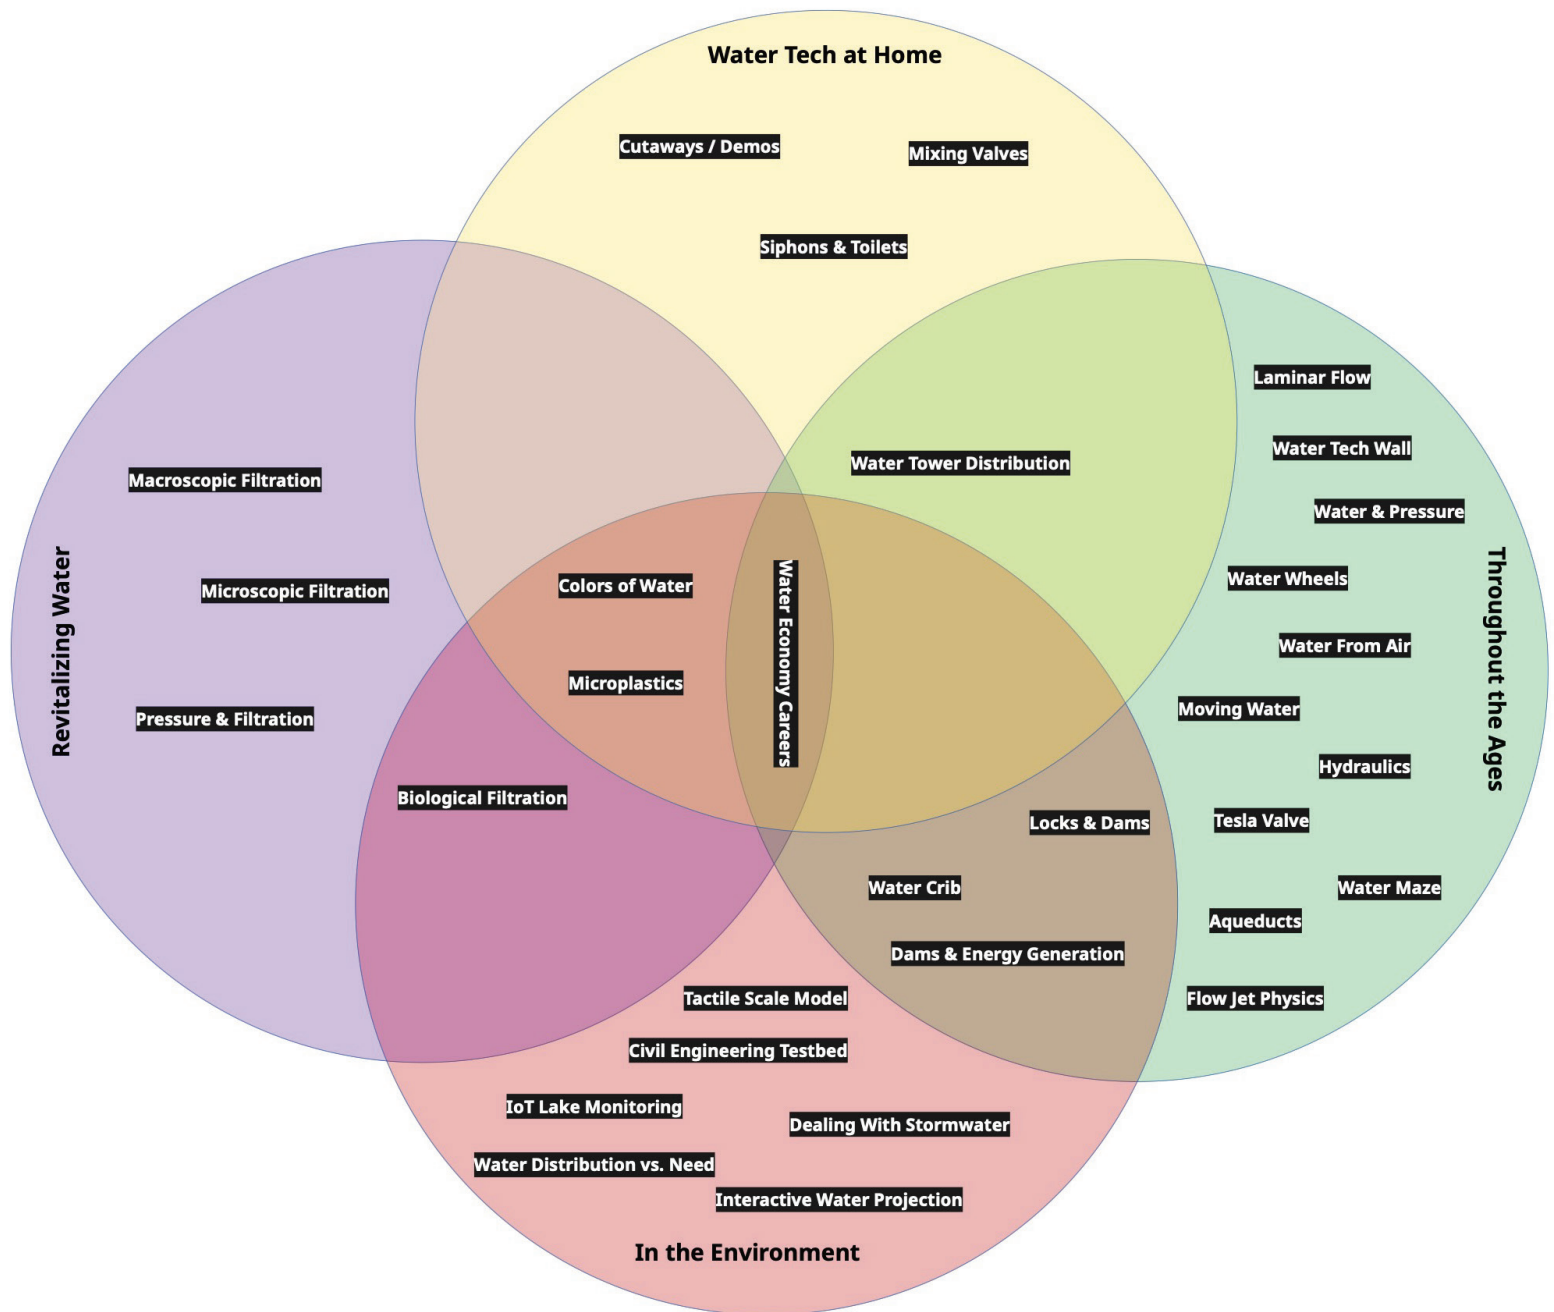 Water Tech at Home
Cutaways / Demos
Mixing Valves
Siphons & Toilets
Laminar Flow
Water Tech Wall
Water Tower Distribution
Macroscopic Filtration
Water & Pressure
Water Wheels
Colors of Water
Microscopic Filtration
Water From Air
Revitalizing Water
Water Economy Careers
Throughout the Ages
Microplastics
Moving Water
Pressure & Filtration
Hydraulics
Biological Filtration
Locks & Dams
Tesla Valve
Water Crib
Water Maze
Aqueducts
Dams & Energy Generation
Tactile Scale Model
Flow Jet Physics
Civil Engineering Testbed
IoT Lake Monitoring
Dealing With Stormwater
Water Distribution vs. Need
Interactive Water Projection
In the Environment